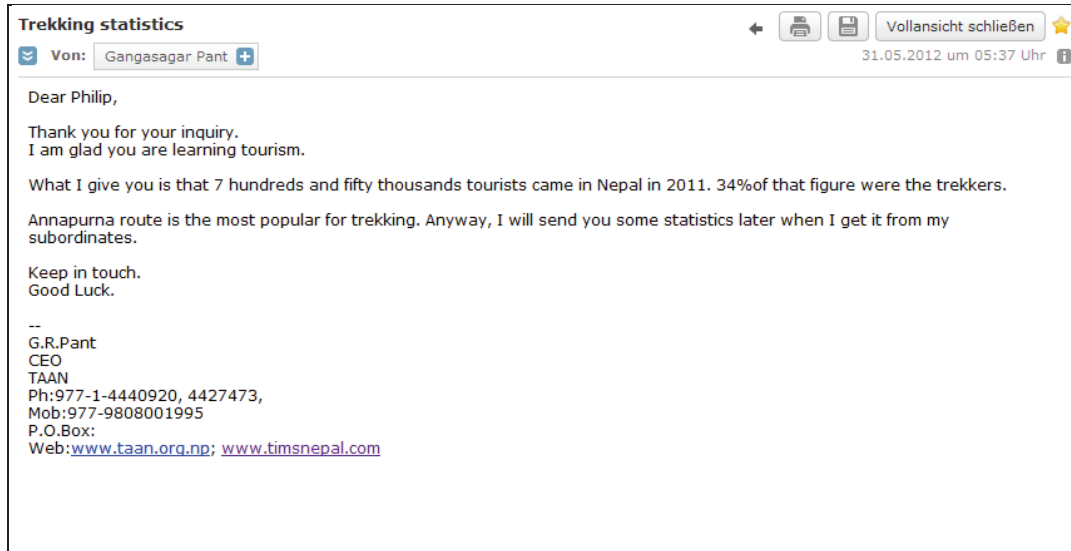 Trekking statistics
Vollansicht schließen
Von: Gangasagar Pant
31.05.2012 um 05:37 Uhr
Dear Philip,
Thank you for your inquiry.
I am glad you are learning tourism.
What I give you is that 7 hundreds and fifty thousands tourists came in Nepal in 2011. 34%of that figure were the trekkers.
Annapurna route is the most popular for trekking. Anyway, I will send you some statistics later when I get it from my
subordinates.
Keep in touch.
Good Luck.
--
G.R.Pant
CEO
TAAN
Ph:977-1-4440920, 4427473,
Mob:977-9808001995
P.O.Box:
Web:www.taan.org.np; www.timsnepal.com